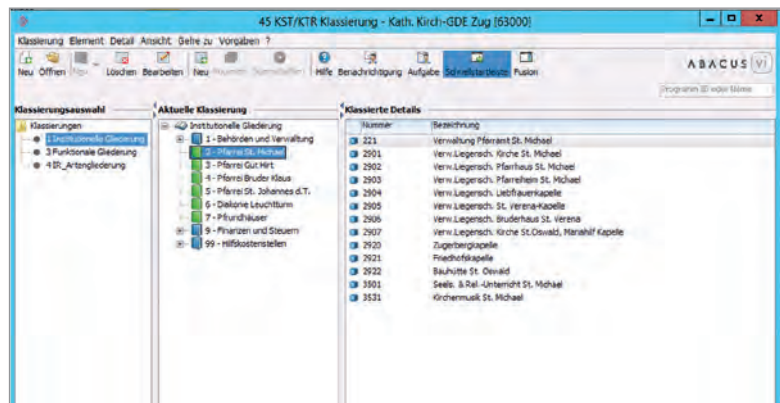 45 KST/KTR Klassierung - Kath. Kirch-GDE Zug [63000]
Klassierung Element Detail Ansicht Gehe zu Vorgaben ?
Neu Öffnen Löschen Bearbeiten Neu Hilfe Benachrichtigung Aufgabe Schnellstartleiste Fusion
ABACUS vi
Programm ID oder Name
Klassierungsauswahl
Klassierungen
1 Institutionelle Gliederung
3 Funktionale Gliederung
4 IR_Artengliederung
Aktuelle Klassierung
Institutionelle Gliederung
1 - Behörden und Verwaltung
2 - Pfarrei St. Michael
3 - Pfarrei Gut Hirt
4 - Pfarrei Bruder Klaus
5 - Pfarrei St. Johannes d.T.
6 - Diakonie Leuchtturm
7 - Pfrundhäuser
9 - Finanzen und Steuern
99 - Hilfskostenstellen
Klassierte Details
Nummer Bezeichnung
221 Verwaltung Pfarramt St. Michael
2901 Verw.Liegensch. Kirche St. Michael
2902 Verw.Liegensch. Pfarrhaus St. Michael
2903 Verw.Liegensch. Pfarreiheim St. Michael
2904 Verw.Liegensch. Liebfrauenkapelle
2905 Verw.Liegensch. St. Verena-Kapelle
2906 Verw.Liegensch. Bruderhaus St. Verena
2907 Verw.Liegensch. Kirche St.Oswald, Mariahilf Kapelle
2920 Zugerbergkapelle
2921 Friedhofskapelle
2922 Bauhütte St. Oswald
3501 Seels. & Rel.-Unterricht St. Michael
3531 Kirchenmusik St. Michael